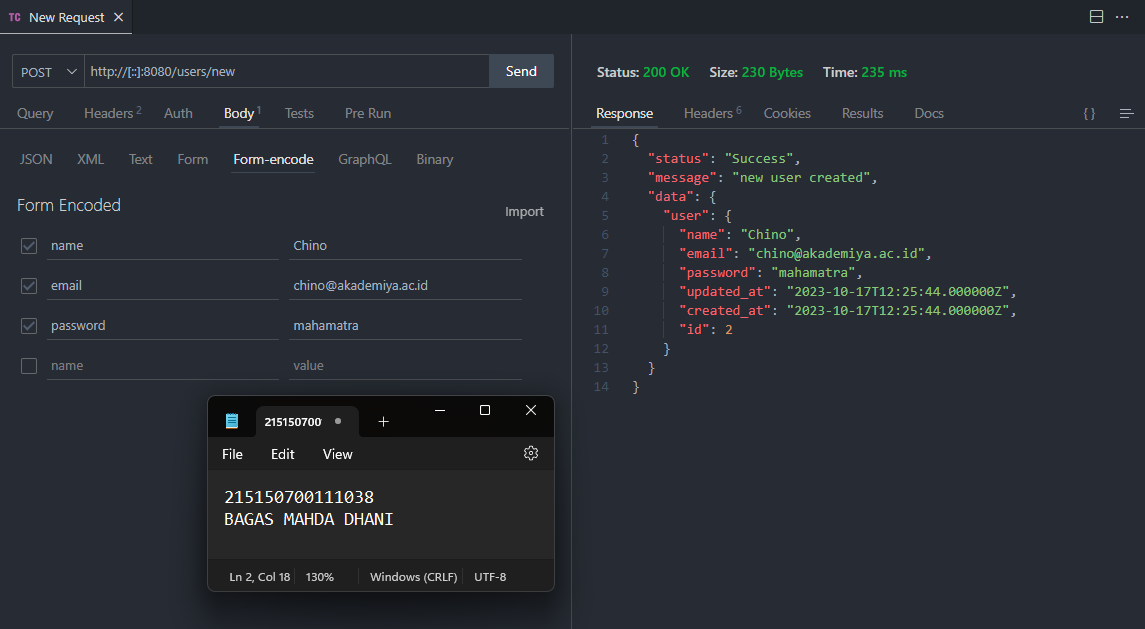 TC New Request
POST http://[::]:8080/users/new Send
Query Headers 2 Auth Body 1 Tests Pre Run
JSON XML Text Form Form-encode GraphQL Binary
Form Encoded
Import
name Chino
email chino@akademiya.ac.id
password mahamatra
name value
Status: 200 OK Size: 230 Bytes Time: 235 ms
Response Headers 6 Cookies Results Docs { }
1 {
2 "status": "Success",
3 "message": "new user created",
4 "data": {
5 "user": {
6 "name": "Chino",
7 "email": "chino@akademiya.ac.id",
8 "password": "mahamatra",
9 "updated_at": "2023-10-17T12:25:44.000000Z",
10 "created_at": "2023-10-17T12:25:44.000000Z",
11 "id": 2
12 }
13 }
14 }
215150700
File Edit View
215150700111038
BAGAS MAHDA DHANI
Ln 2, Col 18 130% Windows (CRLF) UTF-8